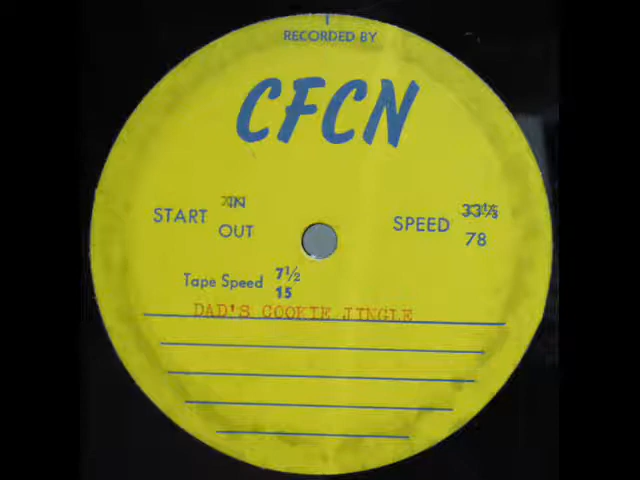 RECORDED BY
CFCN
START IN OUT
SPEED 33⅓ 78
Tape Speed 7½ 15
DAD'S COOKIE JINGLE